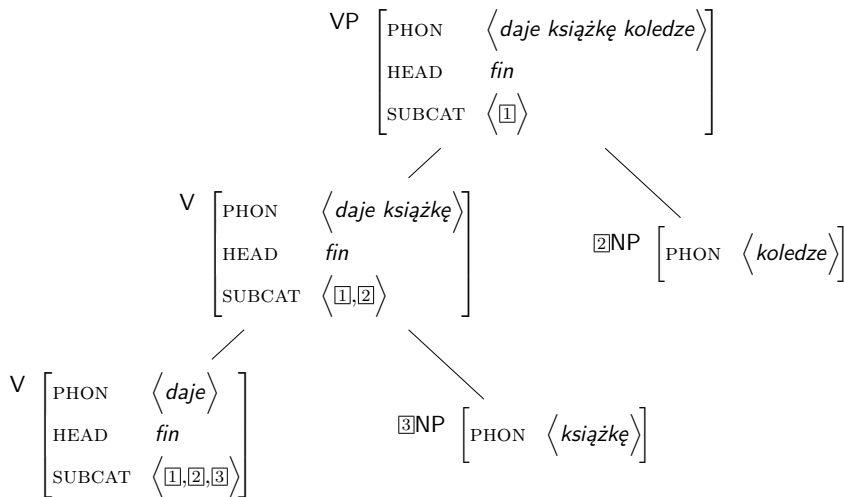 VP [PHON ⟨daje książkę koledze⟩
HEAD fin
SUBCAT ⟨1⟩]
V [PHON ⟨daje książkę⟩
HEAD fin
SUBCAT ⟨1,2⟩]
2NP [PHON ⟨koledze⟩]
V [PHON ⟨daje⟩
HEAD fin
SUBCAT ⟨1,2,3⟩]
3NP [PHON ⟨książkę⟩]